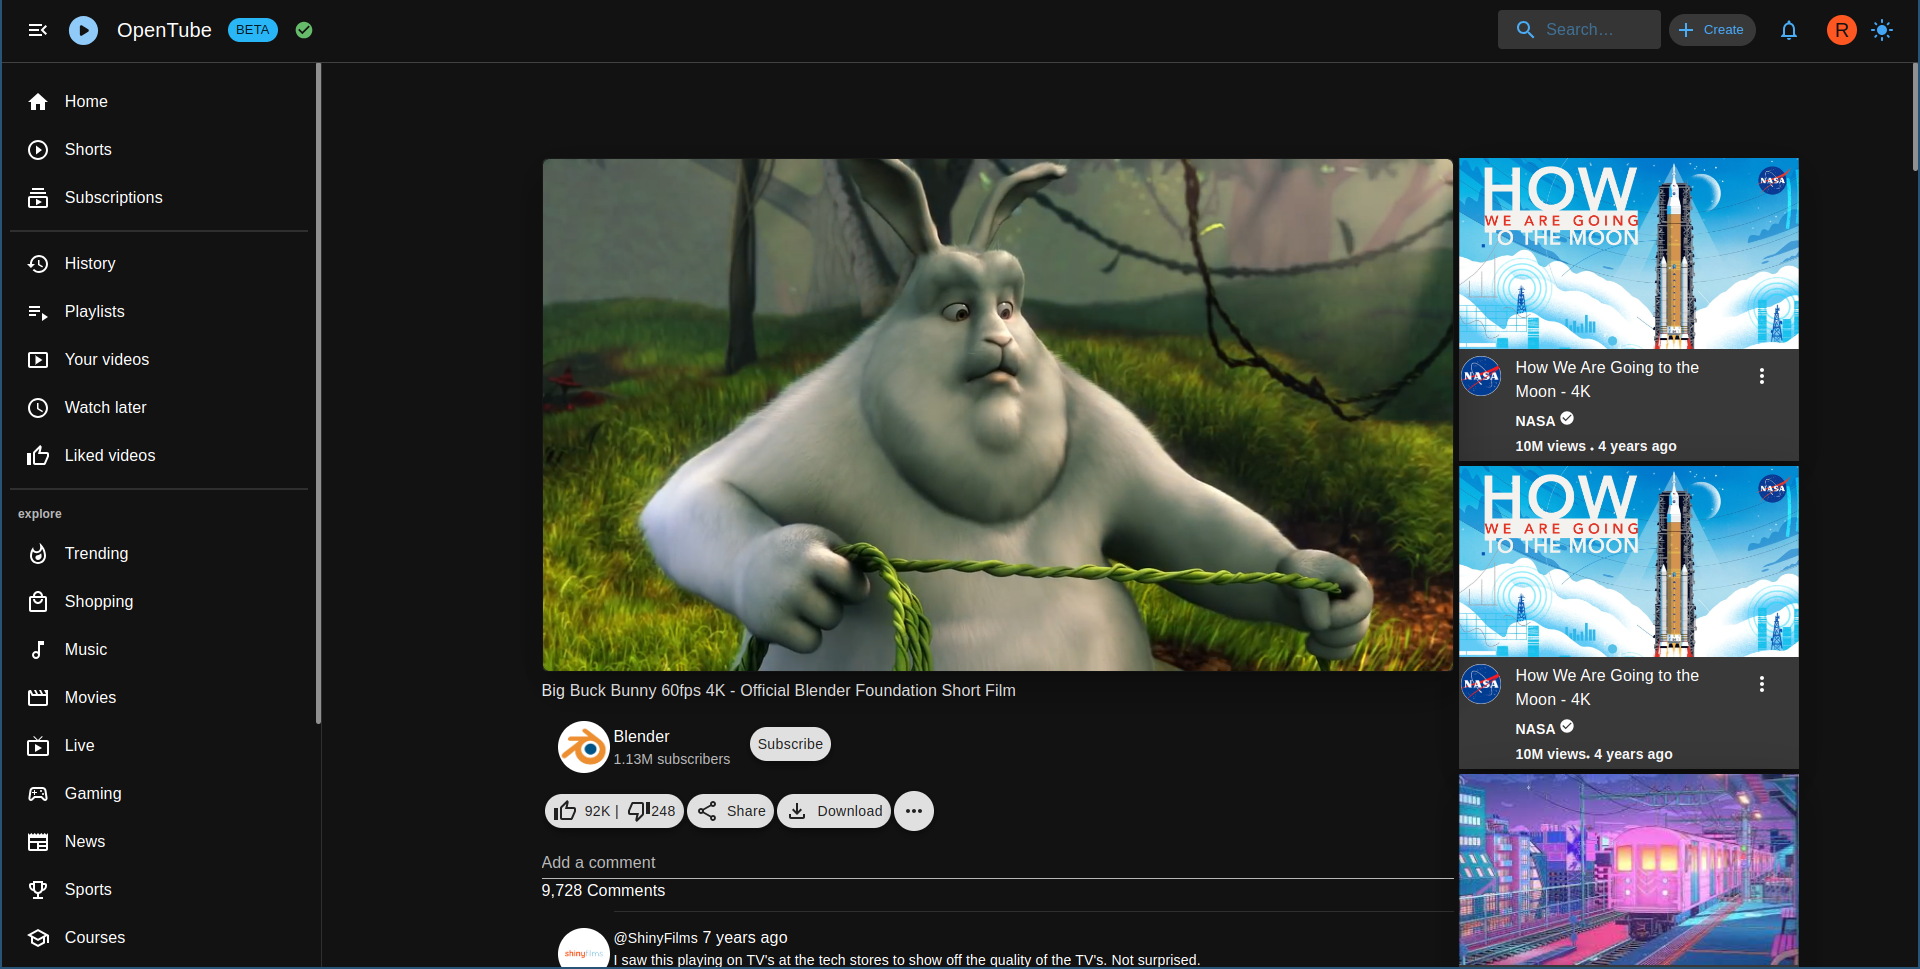 OpenTube BETA
Search...
Create
R
Home
Shorts
Subscriptions
History
Playlists
Your videos
Watch later
Liked videos
explore
Trending
Shopping
Music
Movies
Live
Gaming
News
Sports
Courses
Big Buck Bunny 60fps 4K - Official Blender Foundation Short Film
Blender
1.13M subscribers
Subscribe
92K | 248
Share
Download
Add a comment
9,728 Comments
shinyfilms
@ShinyFilms 7 years ago
I saw this playing on TV's at the tech stores to show off the quality of the TV's. Not surprised.
HOW
WE ARE GOING
TO THE MOON
NASA
NASA
How We Are Going to the
Moon - 4K
NASA
10M views . 4 years ago
HOW
WE ARE GOING
TO THE MOON
NASA
NASA
How We Are Going to the
Moon - 4K
NASA
10M views. 4 years ago